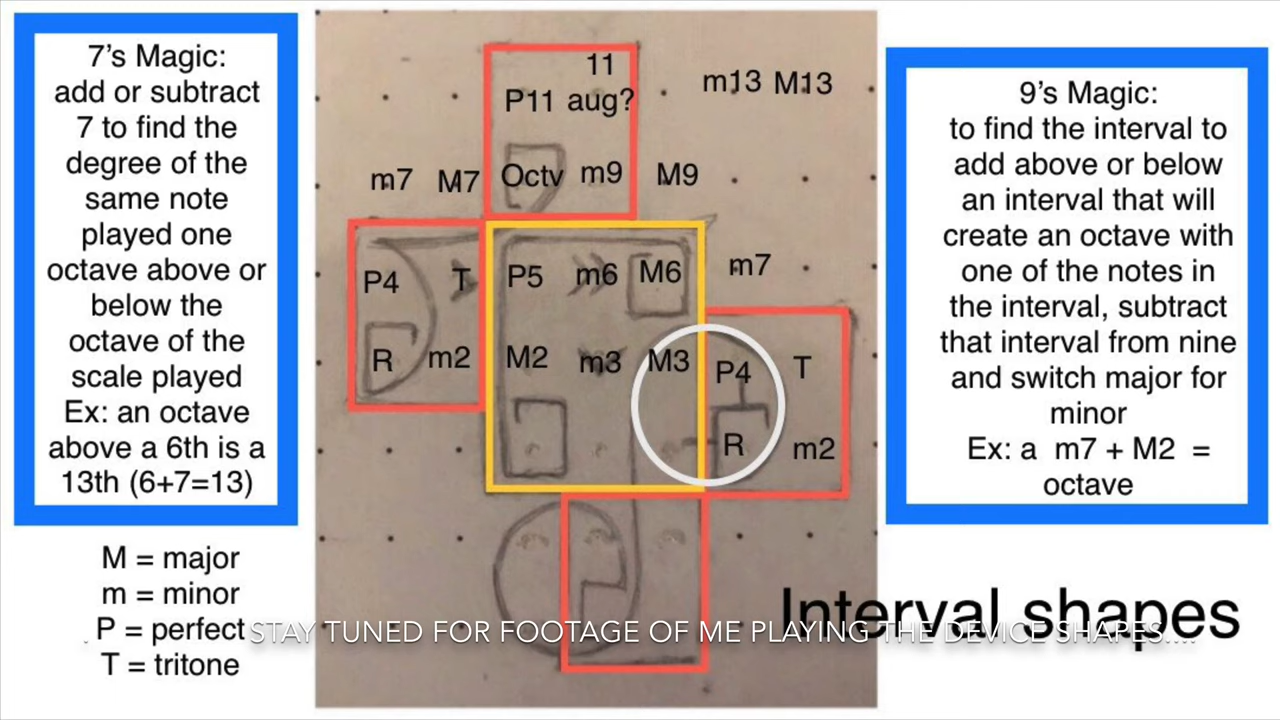 7's Magic:
add or subtract
7 to find the
degree of the
same note
played one
octave above or
below the
octave of the
scale played
Ex: an octave
above a 6th is a
13th (6+7=13)
M = major
m = minor
P = perfect
T = tritone
11
P11 aug?
m13 M13
m7 M7 Octv m9 M9
P4 T P5 m6 M6 m7
R m2 M2 m3 M3 P4 T
R m2
9's Magic:
to find the interval to
add above or below
an interval that will
create an octave with
one of the notes in
the interval, subtract
that interval from nine
and switch major for
minor
Ex: a m7 + M2 =
octave
Interval shapes
STAY TUNED FOR FOOTAGE OF ME PLAYING THE DEVICE SHAPES....